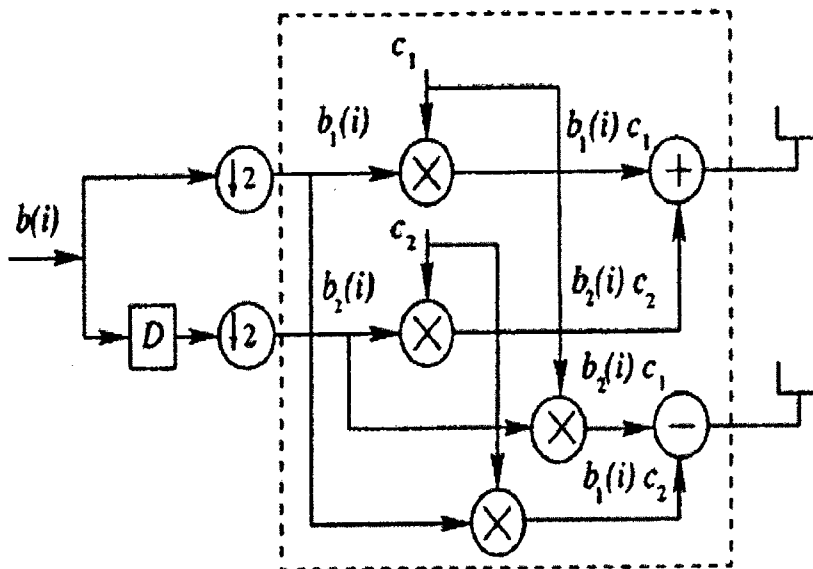 c₁
b₁(i)
b₁(i) c₁
↓2
+
b(i)
c₂
b₂(i)
b₂(i) c₂
D
↓2
b₂(i) c₁
−
b₁(i) c₂